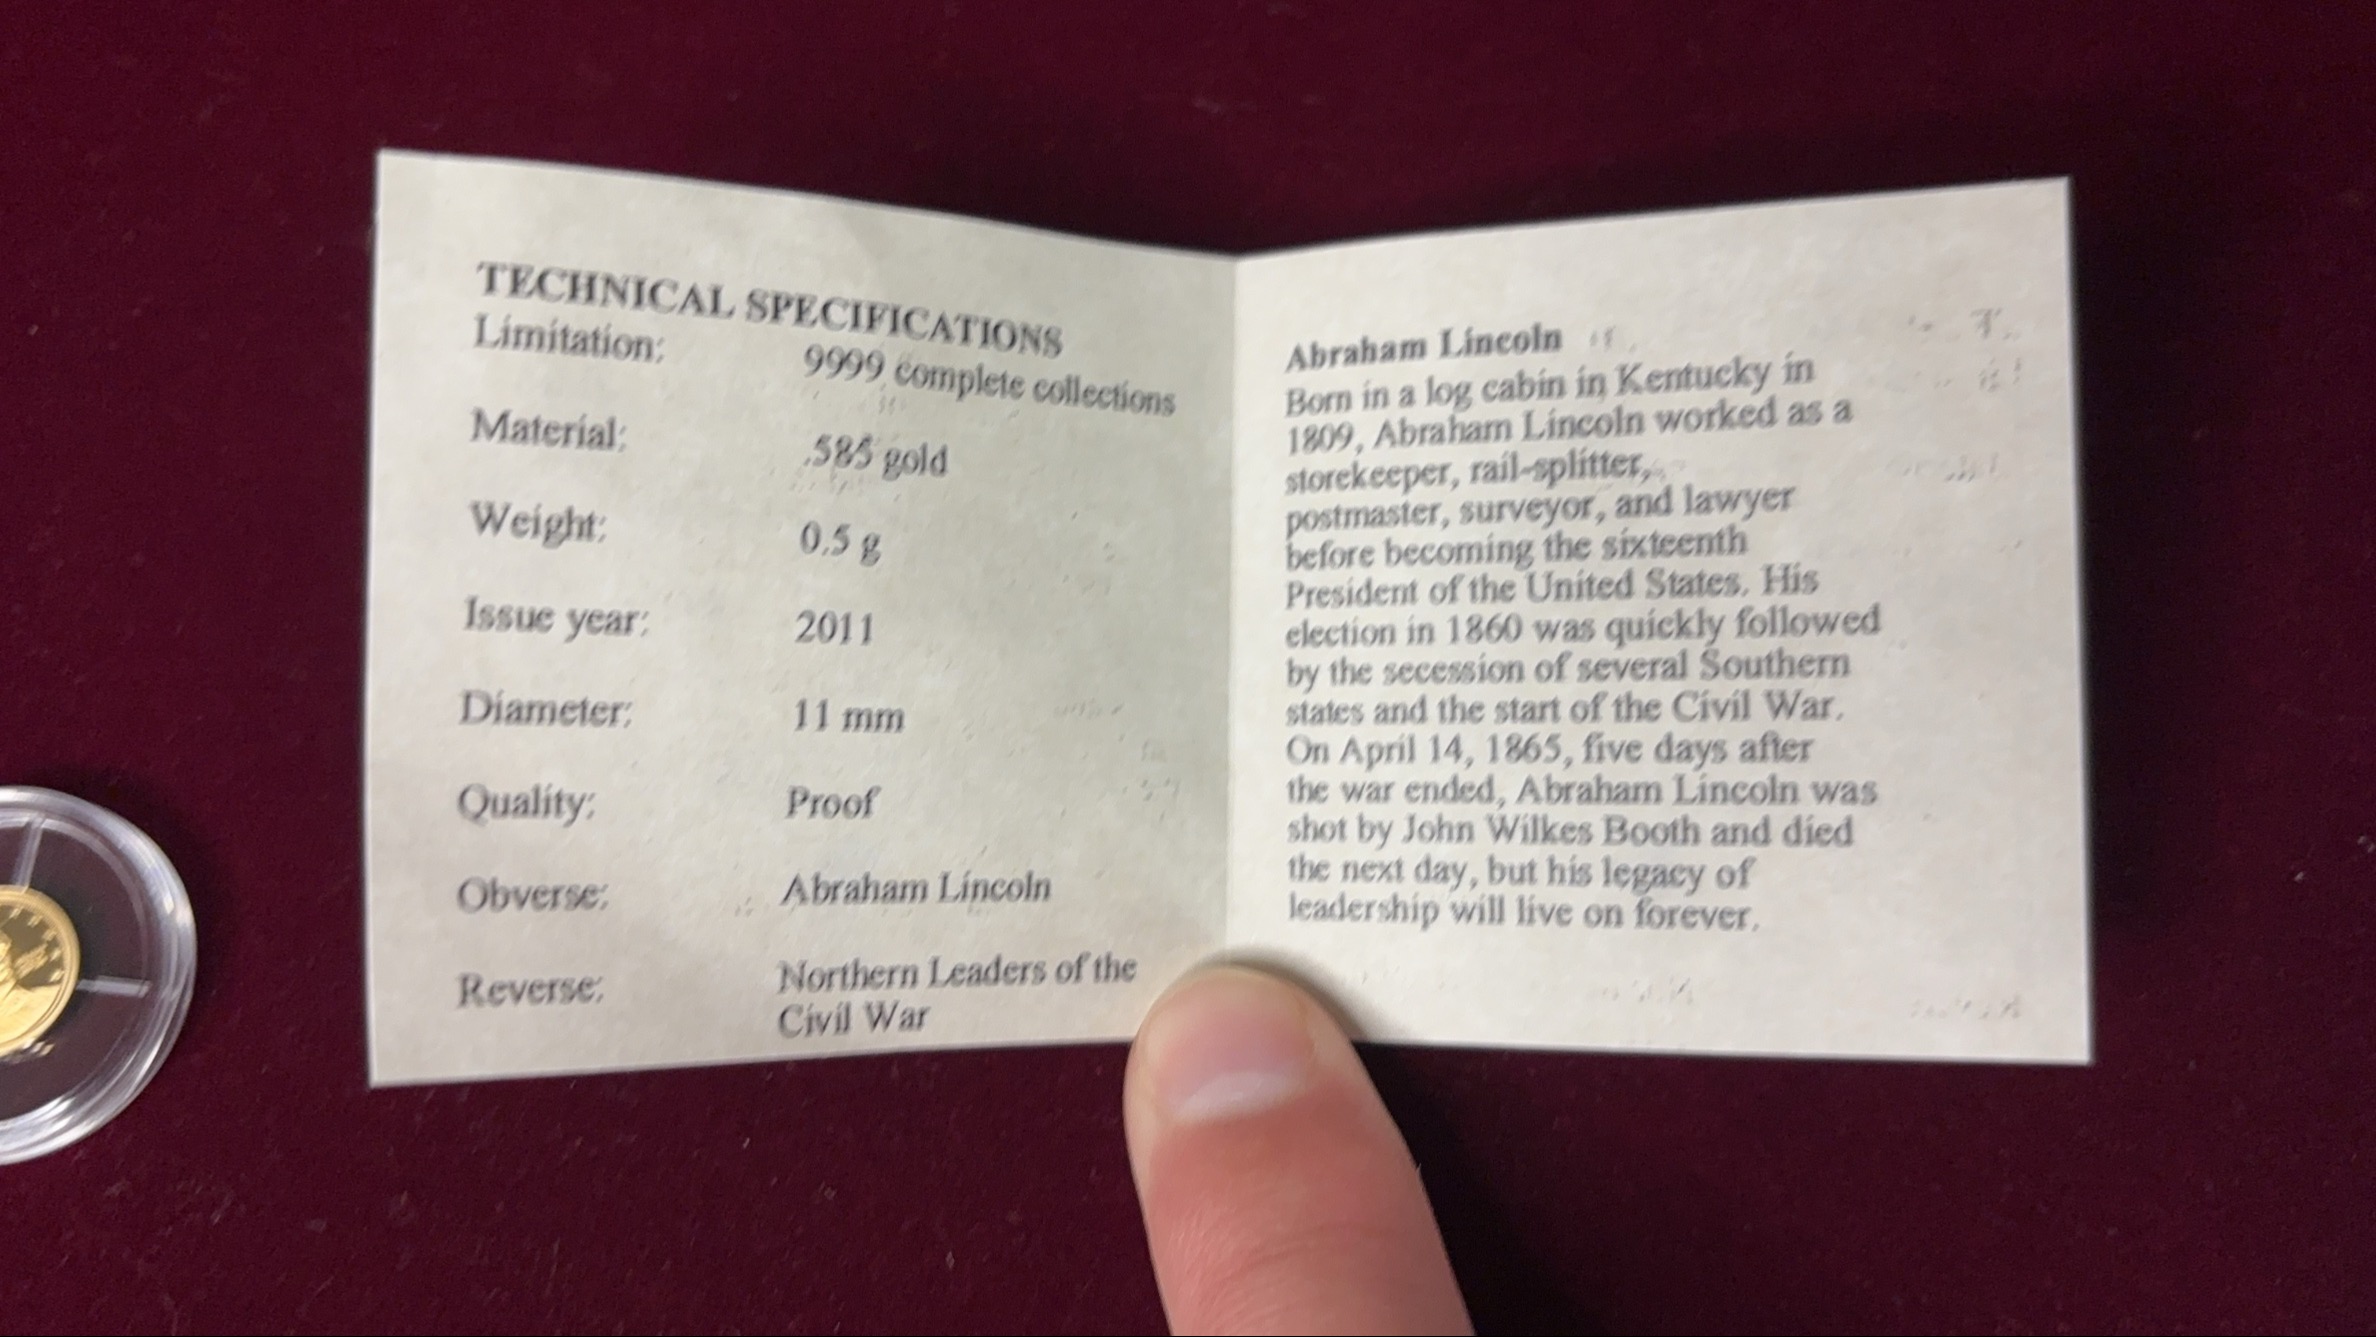 TECHNICAL SPECIFICATIONS
Limitation: 9999 complete collections
Material: .585 gold
Weight: 0.5 g
Issue year: 2011
Diameter: 11 mm
Quality: Proof
Obverse: Abraham Lincoln
Reverse: Northern Leaders of the
Civil War
Abraham Lincoln
Born in a log cabin in Kentucky in
1809, Abraham Lincoln worked as a
storekeeper, rail-splitter,
postmaster, surveyor, and lawyer
before becoming the sixteenth
President of the United States. His
election in 1860 was quickly followed
by the secession of several Southern
states and the start of the Civil War.
On April 14, 1865, five days after
the war ended, Abraham Lincoln was
shot by John Wilkes Booth and died
the next day, but his legacy of
leadership will live on forever.